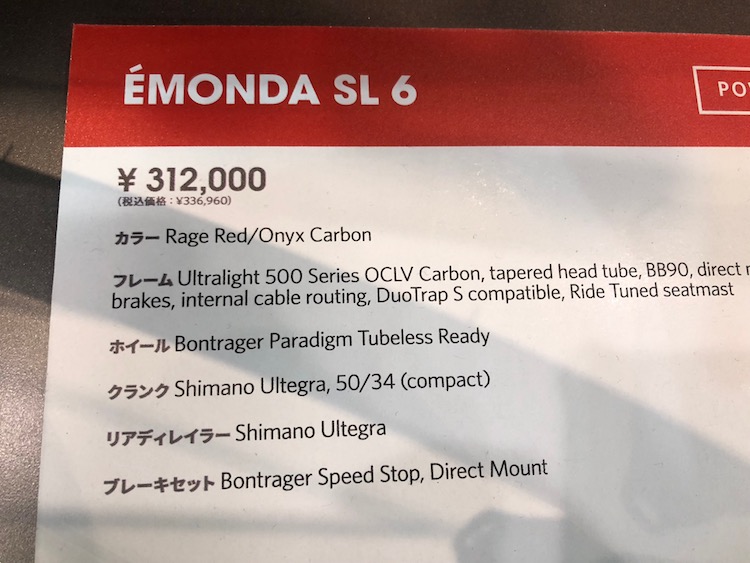 ÉMONDA SL 6
¥ 312,000
(税込価格：¥336,960)
カラー Rage Red/Onyx Carbon
フレーム Ultralight 500 Series OCLV Carbon, tapered head tube, BB90, direct
brakes, internal cable routing, DuoTrap S compatible, Ride Tuned seatmast
ホイール Bontrager Paradigm Tubeless Ready
クランク Shimano Ultegra, 50/34 (compact)
リアディレイラー Shimano Ultegra
ブレーキセット Bontrager Speed Stop, Direct Mount